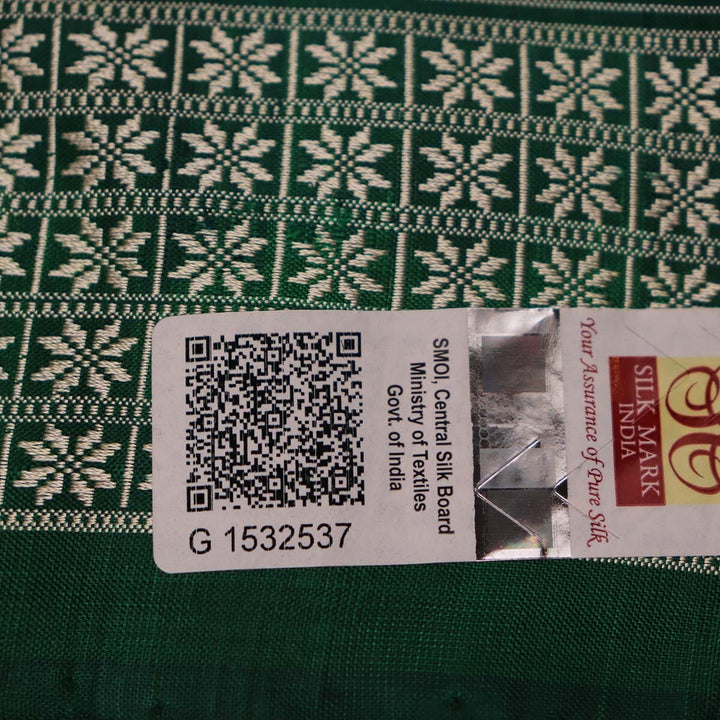 G 1532537
SMOI, Central Silk Board
Ministry of Textiles
Govt. of India
Your Assurance of Pure Silk
SILK MARK
INDIA